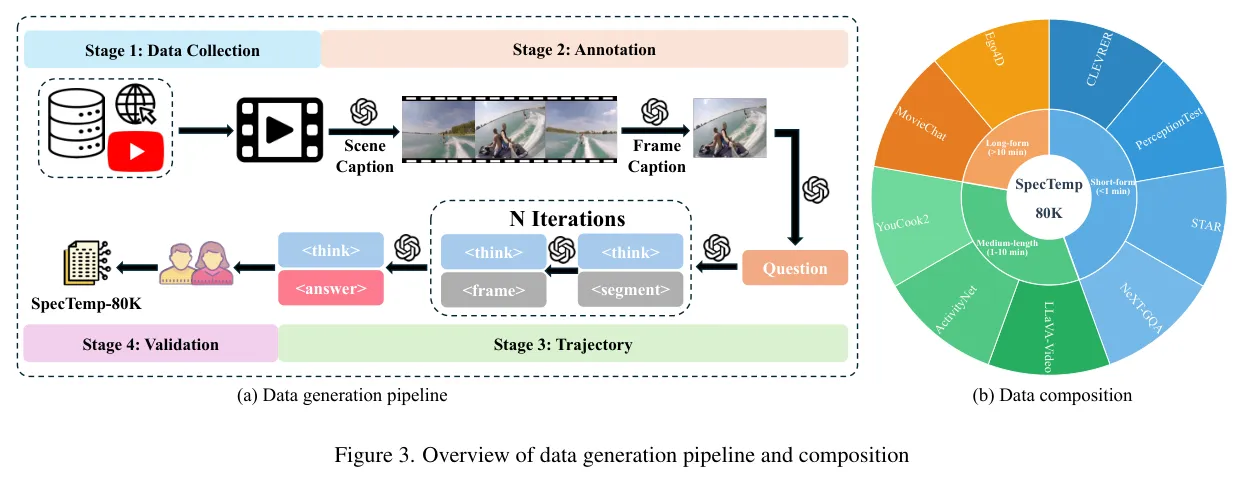 Stage 1: Data Collection
Stage 2: Annotation
Scene
Caption
Frame
Caption
N Iterations
<think>
<answer>
<think>
<frame>
<think>
<segment>
Question
SpecTemp-80K
Stage 4: Validation
Stage 3: Trajectory
(a) Data generation pipeline
Ego4D
CLEVRER
MovieChat
PerceptionTest
Long-form
(>10 min)
Short-form
(<1 min)
SpecTemp
80K
YouCook2
STAR
Medium-length
(1-10 min)
ActivityNet
NeXT-GQA
LLaVA-Video
(b) Data composition
Figure 3. Overview of data generation pipeline and composition